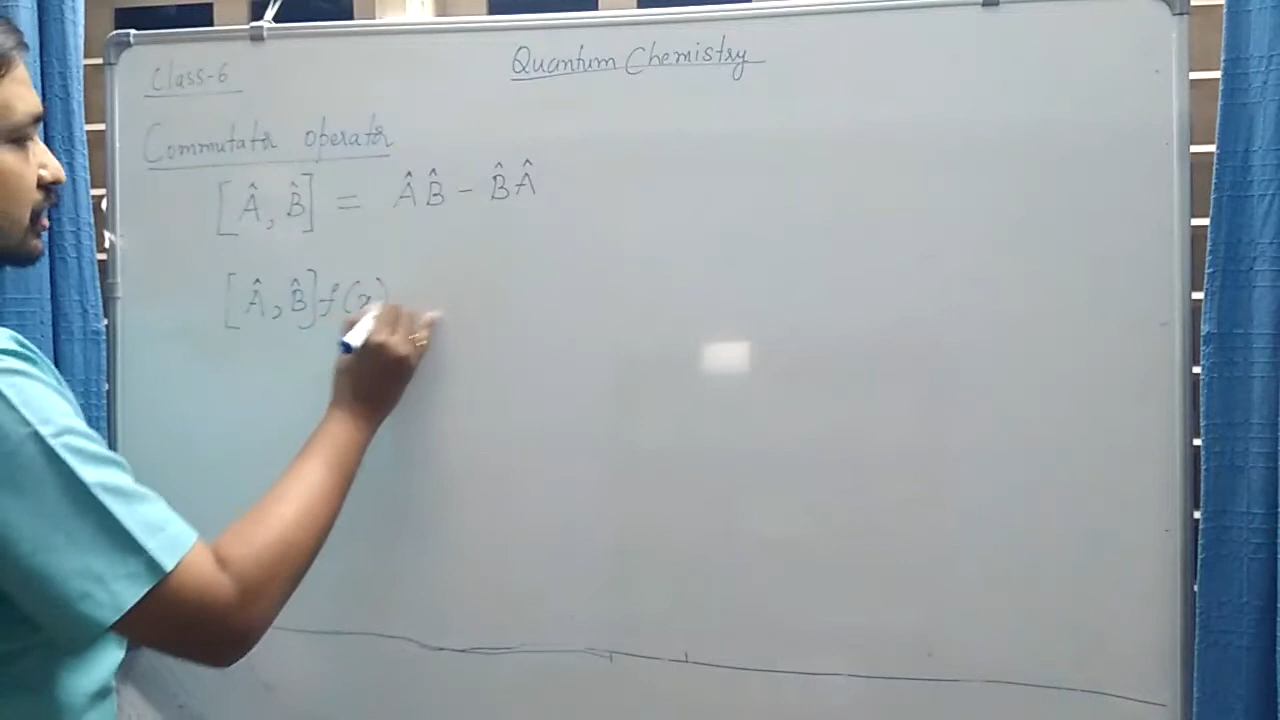 Quantum Chemistry
Class-6
Commutator operator
[Â, B̂] = ÂB̂ - B̂Â
[Â, B̂]f(x)